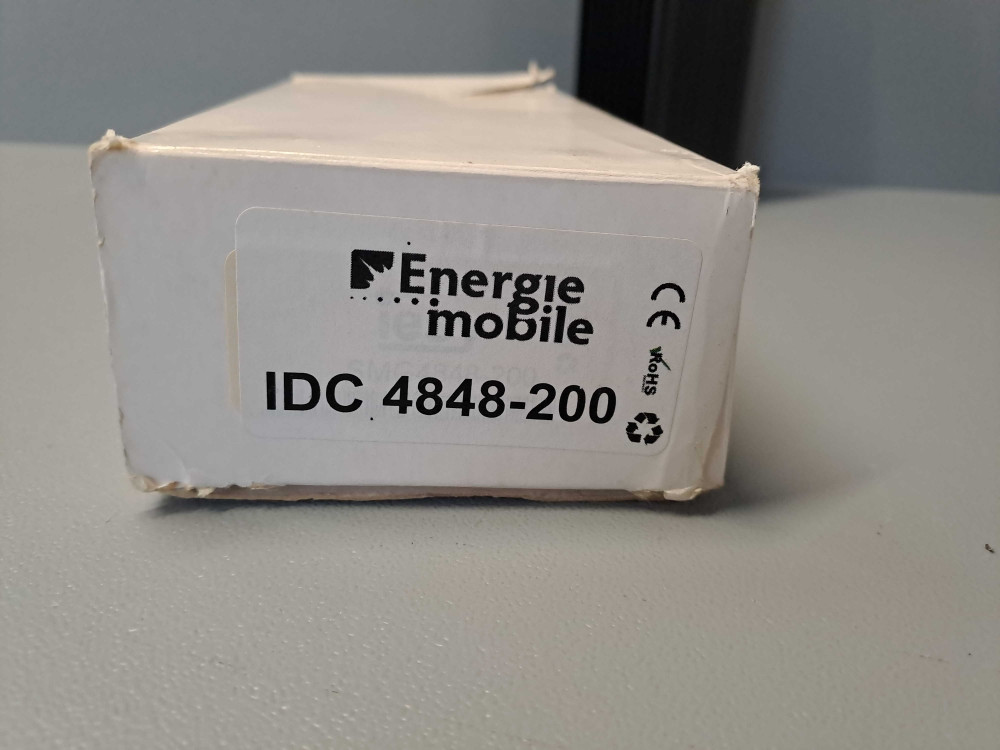 Energie
mobile
CE
RoHS
IDC 4848-200